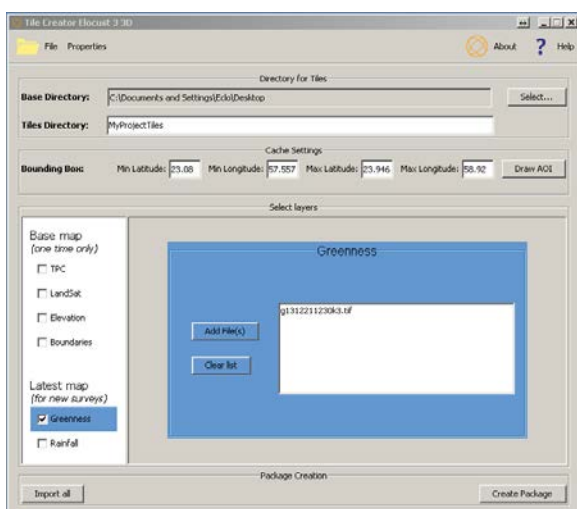 Tile Creator Elocust 3 3D
File Properties About ? Help
Directory for Tiles
Base Directory: C:\Documents and Settings\Eclo\Desktop Select...
Tiles Directory: MyProjectTiles
Cache Settings
Bounding Box: Min Latitude: 23.08 Min Longitude: 57.557 Max Latitude: 23.946 Max Longitude: 58.92 Draw AOI
Select layers
Base map
(one time only)
TPC
LandSat
Elevation
Boundaries
Latest map
(for new surveys)
Greenness
Rainfall
Greenness
Add File(s)
Clear list
g1312211230k3.tif
Package Creation
Import all Create Package